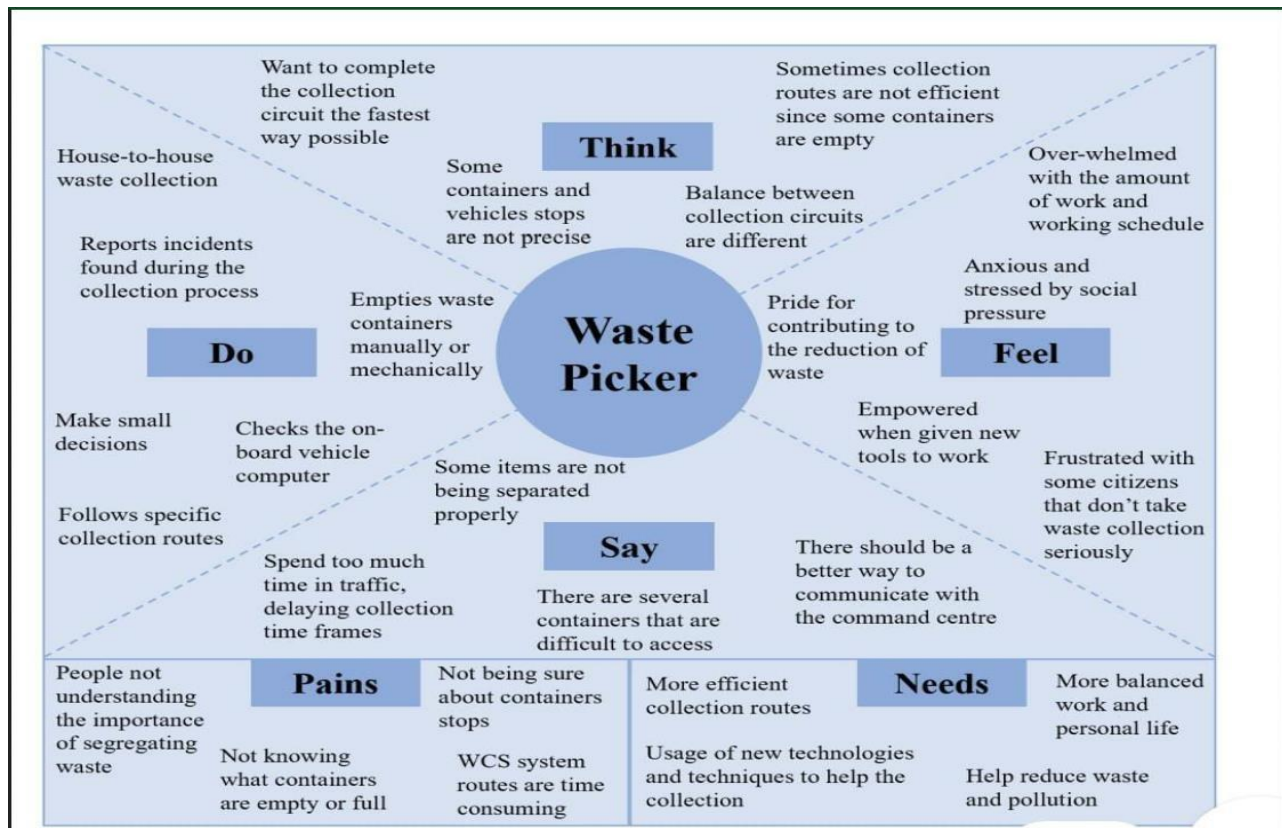 Want to complete
the collection
circuit the fastest
way possible
Think
Some
containers and
vehicles stops
are not precise
Sometimes collection
routes are not efficient
since some containers
are empty
Balance between
collection circuits
are different
House-to-house
waste collection
Reports incidents
found during the
collection process
Do
Empties waste
containers
manually or
mechanically
Make small
decisions
Checks the on-
board vehicle
computer
Follows specific
collection routes
Waste
Picker
Over-whelmed
with the amount
of work and
working schedule
Anxious and
stressed by social
pressure
Pride for
contributing to
the reduction of
waste
Feel
Empowered
when given new
tools to work
Frustrated with
some citizens
that don’t take
waste collection
seriously
Some items are not
being separated
properly
Say
Spend too much
time in traffic,
delaying collection
time frames
There are several
containers that are
difficult to access
There should be a
better way to
communicate with
the command centre
People not
understanding
the importance
of segregating
waste
Pains
Not being sure
about containers
stops
Not knowing
what containers
are empty or full
WCS system
routes are time
consuming
More efficient
collection routes
Needs
More balanced
work and
personal life
Usage of new technologies
and techniques to help the
collection
Help reduce waste
and pollution